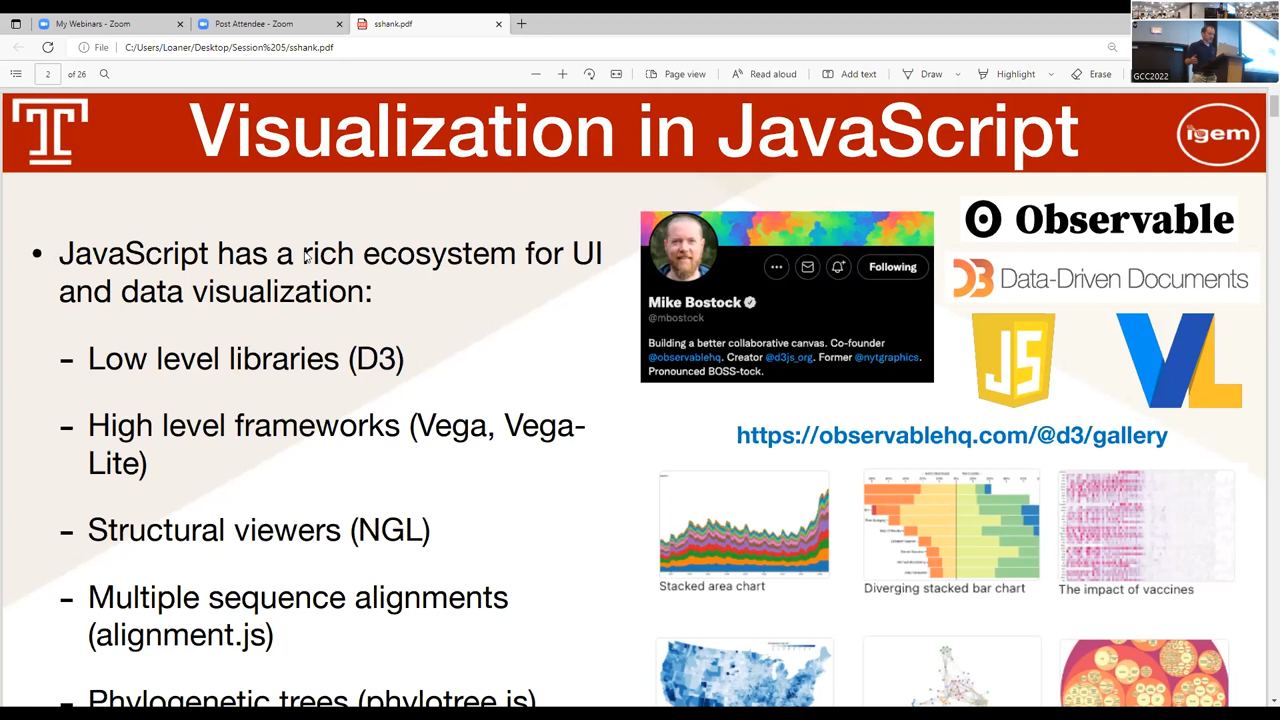 My Webinars - Zoom
Post Attendee - Zoom
sshank.pdf
File
C:/Users/Loaner/Desktop/Session%205/sshank.pdf
2 of 26
Page view
Read aloud
Add text
Draw
Highlight
Erase
GCC2022
Visualization in JavaScript
igem
• JavaScript has a rich ecosystem for UI
and data visualization:
- Low level libraries (D3)
- High level frameworks (Vega, Vega-
Lite)
- Structural viewers (NGL)
- Multiple sequence alignments
(alignment.js)
- Phylogenetic trees (phylotree.js)
Following
Mike Bostock
@mbostock
Building a better collaborative canvas. Co-founder
@observablehq. Creator @d3js_org. Former @nytgraphics.
Pronounced BOSS-tock.
Observable
D3 Data-Driven Documents
JS
https://observablehq.com/@d3/gallery
Stacked area chart
Diverging stacked bar chart
The impact of vaccines